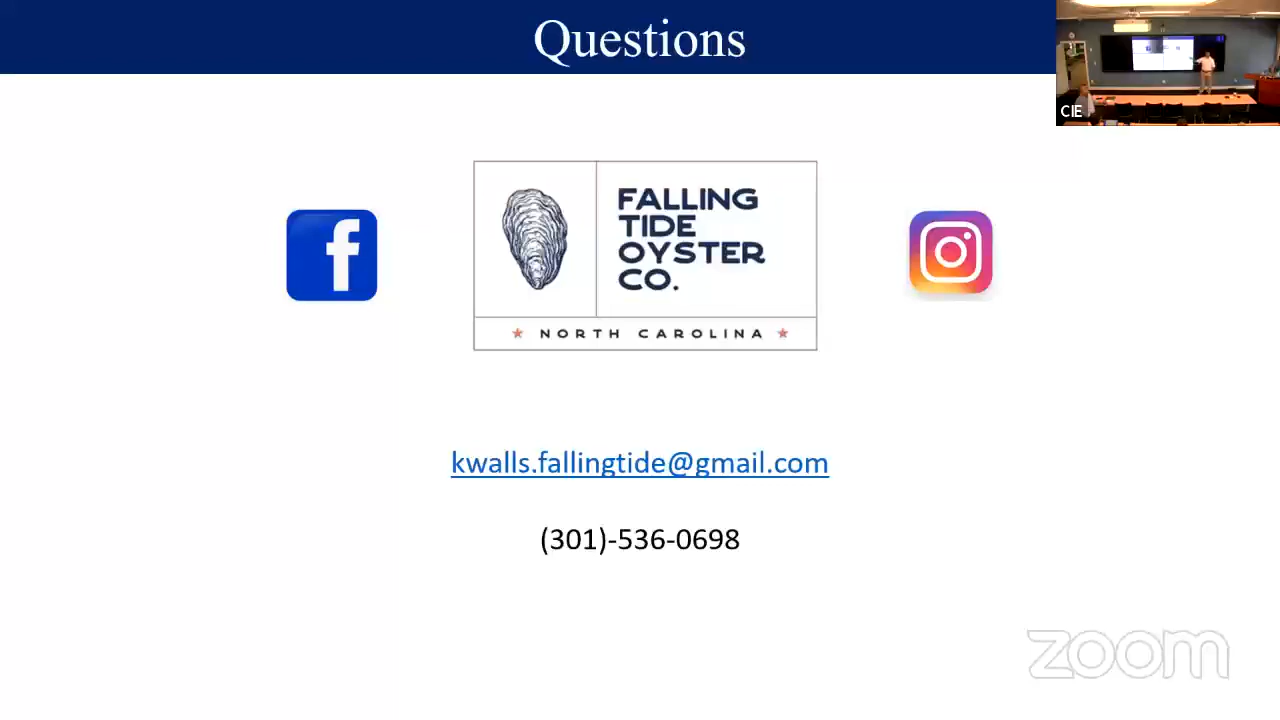 Questions
CIE
FALLING
TIDE
OYSTER
CO.
★ NORTH CAROLINA ★
kwalls.fallingtide@gmail.com
(301)-536-0698
zoom